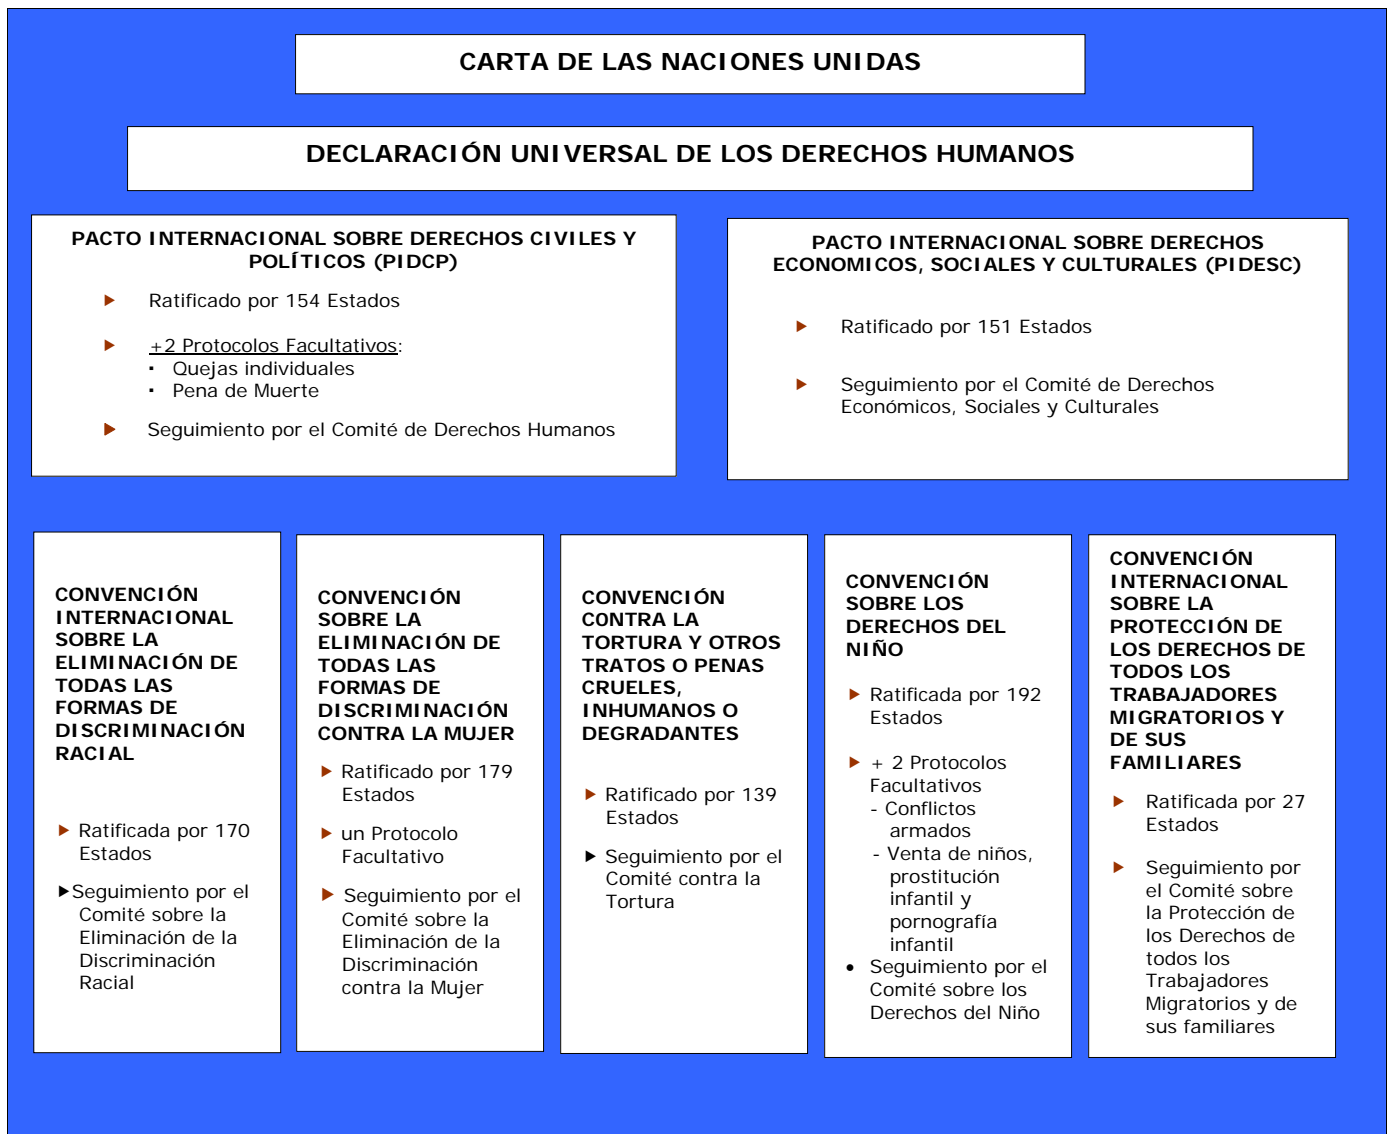 CARTA DE LAS NACIONES UNIDAS
DECLARACIÓN UNIVERSAL DE LOS DERECHOS HUMANOS
PACTO INTERNACIONAL SOBRE DERECHOS CIVILES Y
POLÍTICOS (PIDCP)
Ratificado por 154 Estados
+2 Protocolos Facultativos:
▪ Quejas individuales
▪ Pena de Muerte
Seguimiento por el Comité de Derechos Humanos
PACTO INTERNACIONAL SOBRE DERECHOS
ECONOMICOS, SOCIALES Y CULTURALES (PIDESC)
Ratificado por 151 Estados
Seguimiento por el Comité de Derechos
Económicos, Sociales y Culturales
CONVENCIÓN
INTERNACIONAL
SOBRE LA
ELIMINACIÓN DE
TODAS LAS
FORMAS DE
DISCRIMINACIÓN
RACIAL
Ratificada por 170
Estados
Seguimiento por el
Comité sobre la
Eliminación de la
Discriminación
Racial
CONVENCIÓN
SOBRE LA
ELIMINACIÓN DE
TODAS LAS
FORMAS DE
DISCRIMINACIÓN
CONTRA LA MUJER
Ratificado por 179
Estados
un Protocolo
Facultativo
Seguimiento por el
Comité sobre la
Eliminación de la
Discriminación
contra la Mujer
CONVENCIÓN
C0NTRA LA
TORTURA Y OTROS
TRATOS O PENAS
CRUELES,
INHUMANOS O
DEGRADANTES
Ratificado por 139
Estados
Seguimiento por el
Comité contra la
Tortura
CONVENCIÓN
SOBRE LOS
DERECHOS DEL
NIÑO
Ratificada por 192
Estados
+ 2 Protocolos
Facultativos
- Conflictos
armados
- Venta de niños,
prostitución
infantil y
pornografía
infantil
• Seguimiento por el
Comité sobre los
Derechos del Niño
CONVENCIÓN
INTERNACIONAL
SOBRE LA
PROTECCIÓN DE
LOS DERECHOS DE
TODOS LOS
TRABAJADORES
MIGRATORIOS Y
DE SUS
FAMILIARES
Ratificada por 27
Estados
Seguimiento por
el Comité sobre
la Protección de
los Derechos de
todos los
Trabajadores
Migratorios y de
sus familiares